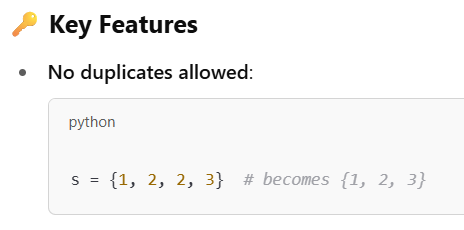 🔑 Key Features
• No duplicates allowed:
python
s = {1, 2, 2, 3}  # becomes {1, 2, 3}